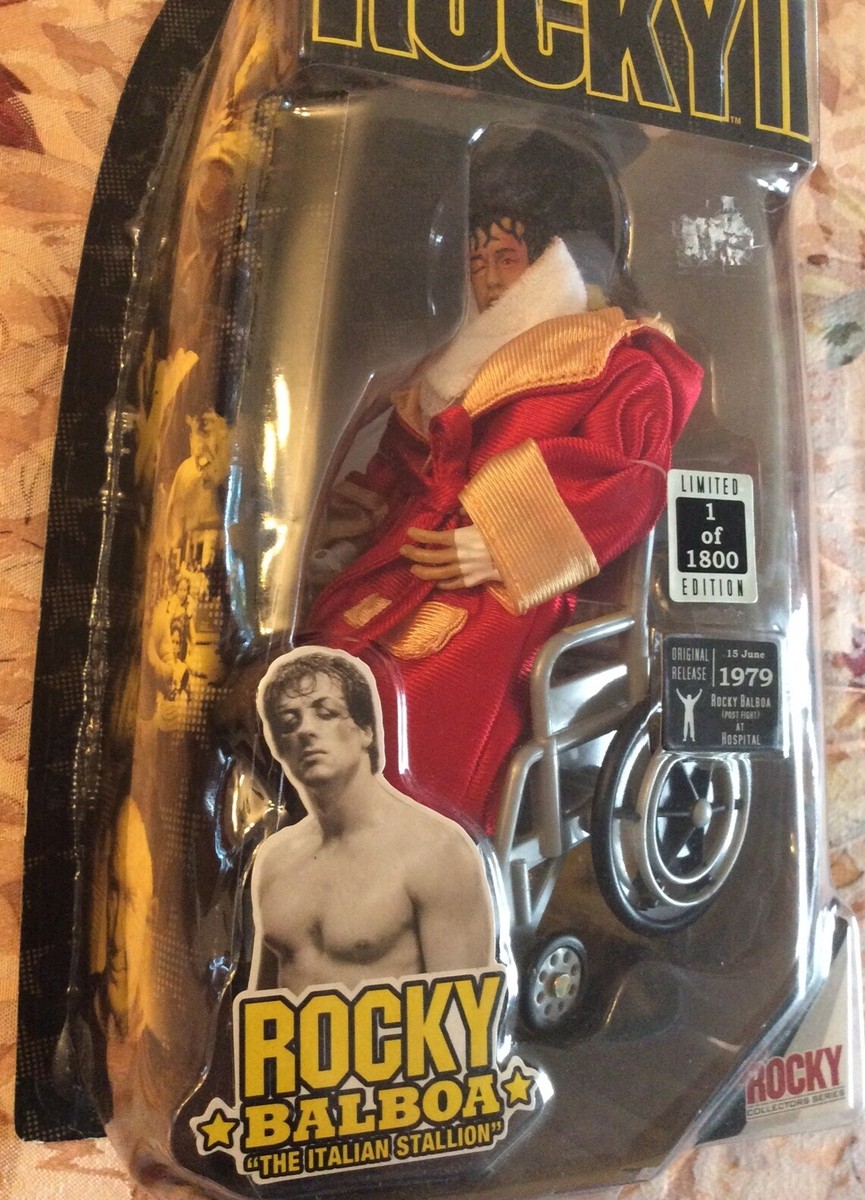 ROCKY II
™
LIMITED
1
of
1800
EDITION
ORIGINAL RELEASE
15 June
1979
ROCKY BALBOA
(POST FIGHT)
AT
HOSPITAL
ROCKY
BALBOA
"THE ITALIAN STALLION"
ROCKY
COLLECTORS SERIES